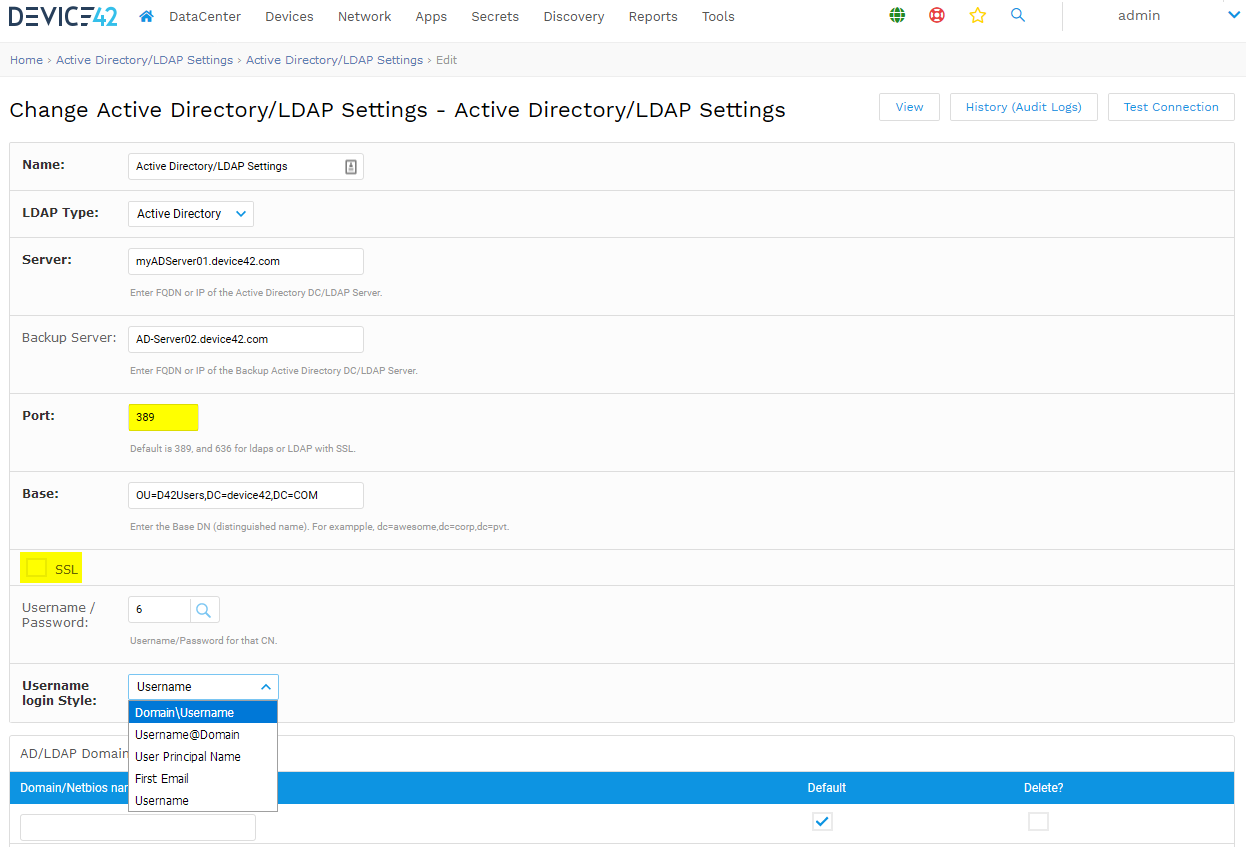 DEVICE42 DataCenter Devices Network Apps Secrets Discovery Reports Tools admin
Home › Active Directory/LDAP Settings › Active Directory/LDAP Settings › Edit
Change Active Directory/LDAP Settings - Active Directory/LDAP Settings View History (Audit Logs) Test Connection
Name: Active Directory/LDAP Settings
LDAP Type: Active Directory
Server: myADServer01.device42.com
Enter FQDN or IP of the Active Directory DC/LDAP Server.
Backup Server: AD-Server02.device42.com
Enter FQDN or IP of the Backup Active Directory DC/LDAP Server.
Port: 389
Default is 389, and 636 for ldaps or LDAP with SSL.
Base: OU=D42Users,DC=device42,DC=COM
Enter the Base DN (distinguished name). For exampple, dc=awesome,dc=corp,dc=pvt.
SSL
Username /
Password: 6
Username/Password for that CN.
Username
login Style: Username
Domain\Username
Username@Domain
User Principal Name
First Email
Username
AD/LDAP Domain
Domain/Netbios nar Default Delete?